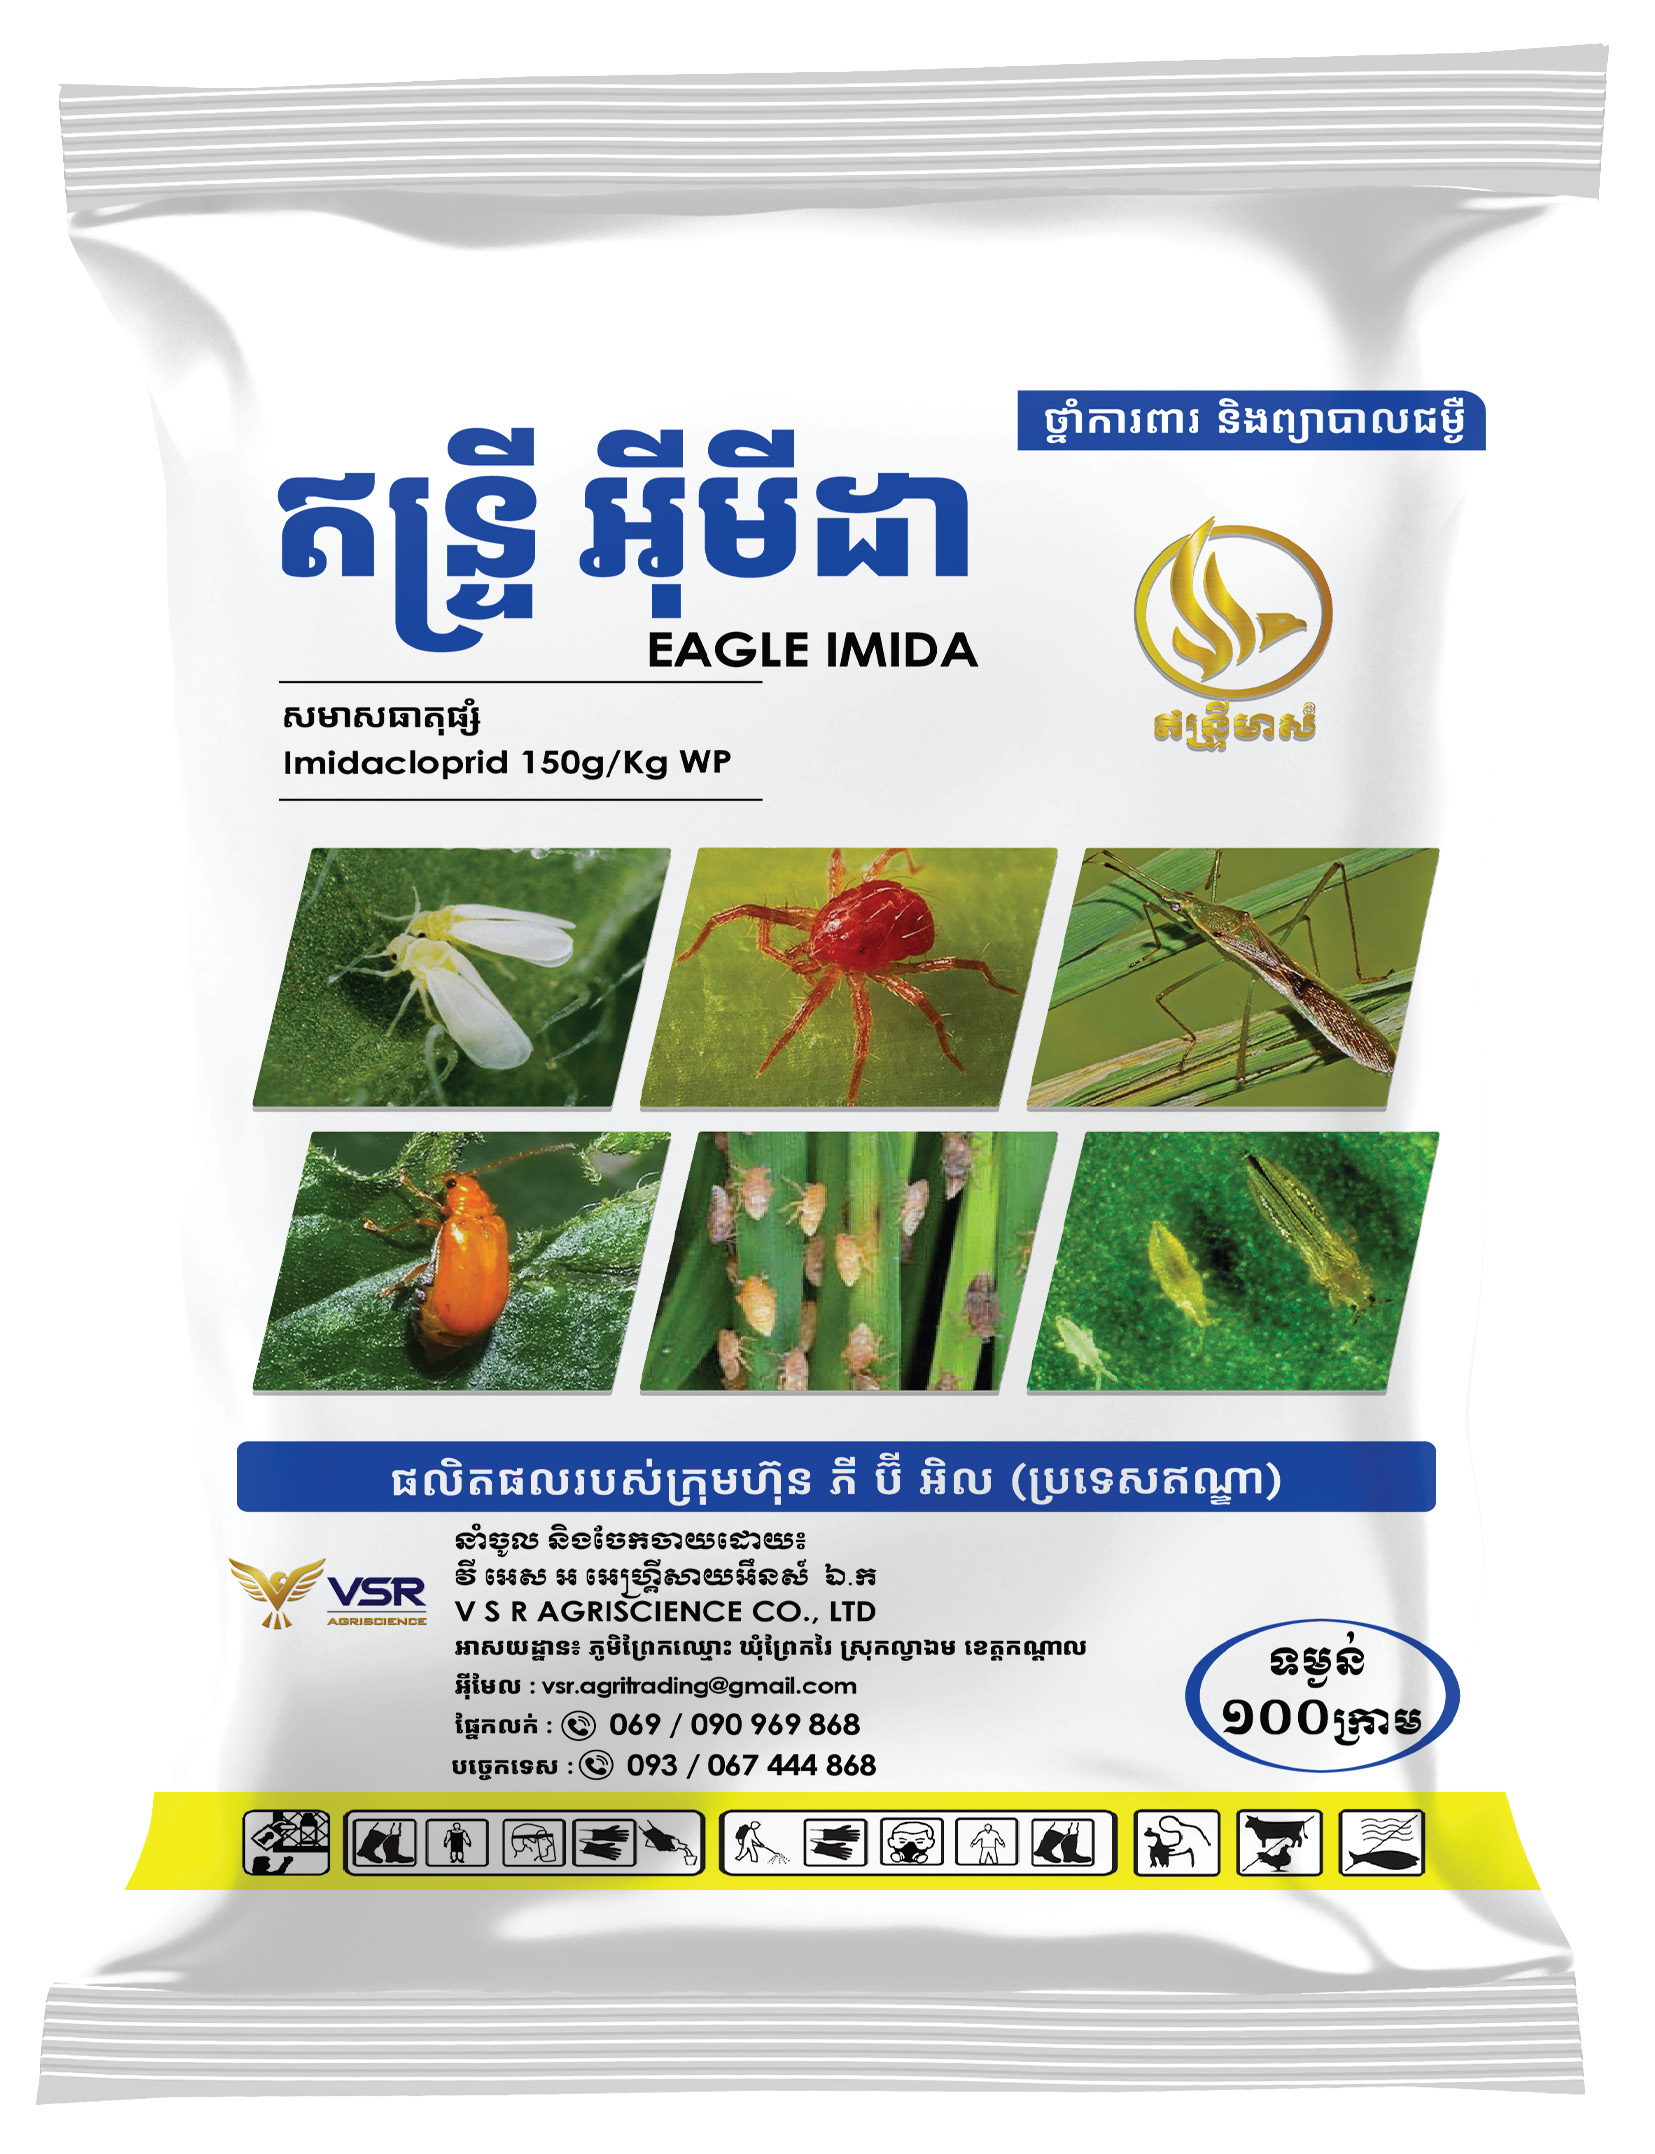 ថ្នាំការពារ និងព្យាបាលជម្ងឺ
ឥន្ទ្រី អ៊ីមីដា
EAGLE IMIDA
ឥន្ទ្រីមាស
សមាសធាតុផ្សំ
Imidacloprid 150g/Kg WP
ផលិតផលរបស់ក្រុមហ៊ុន ភី ប៊ី អិល (ប្រទេសឥណ្ឌា)
នាំចូល និងចែកចាយដោយ៖
វី អេស អ អេហ្គ្រីសាយអឹនស៍ ឯ.ក
VSR
AGRISCIENCE
V S R AGRISCIENCE CO., LTD
អាសយដ្ឋាន៖ ភូមិព្រែកឈ្មោះ ឃុំព្រែករៃ ស្រុកល្វាឯម ខេត្តកណ្តាល
អ៊ីមែល : vsr.agritrading@gmail.com
ផ្នែកលក់ : 069 / 090 969 868
បច្ចេកទេស : 093 / 067 444 868
ទម្ងន់
១០០ក្រាម